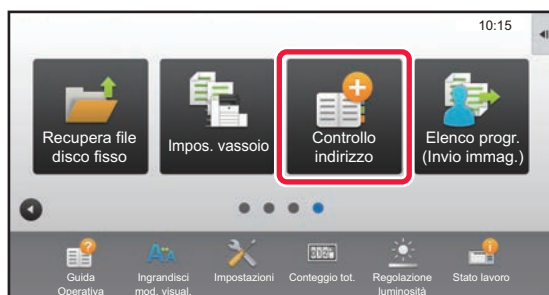 10:15
Recupera file
disco fisso
Impos. vassoio
Controllo
indirizzo
Elenco progr.
(Invio immag.)
Guida
Operativa
Ingrandisci
mod. visual.
Impostazioni
Conteggio tot.
Regolazione
luminosità
Stato lavoro